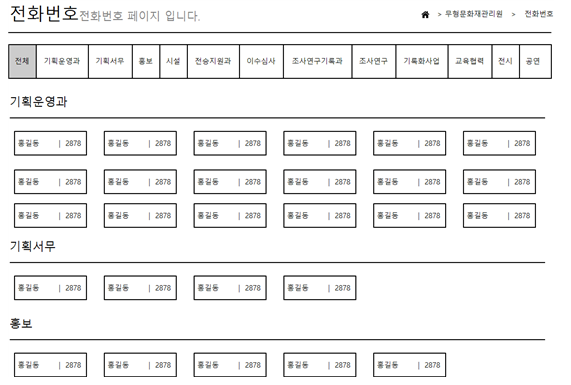 전화번호전화번호 페이지 입니다.
> 무형문화재관리원 > 전화번호
전체 기획운영과 기획서무 홍보 시설 전승지원과 이수심사 조사연구기록과 조사연구 기록화사업 교육협력 전시 공연
기획운영과
홍길동 | 2878 홍길동 | 2878 홍길동 | 2878 홍길동 | 2878 홍길동 | 2878 홍길동 | 2878
홍길동 | 2878 홍길동 | 2878 홍길동 | 2878 홍길동 | 2878 홍길동 | 2878 홍길동 | 2878
홍길동 | 2878 홍길동 | 2878 홍길동 | 2878 홍길동 | 2878 홍길동 | 2878 홍길동 | 2878
기획서무
홍길동 | 2878 홍길동 | 2878 홍길동 | 2878 홍길동 | 2878
홍보
홍길동 | 2878 홍길동 | 2878 홍길동 | 2878 홍길동 | 2878 홍길동 | 2878